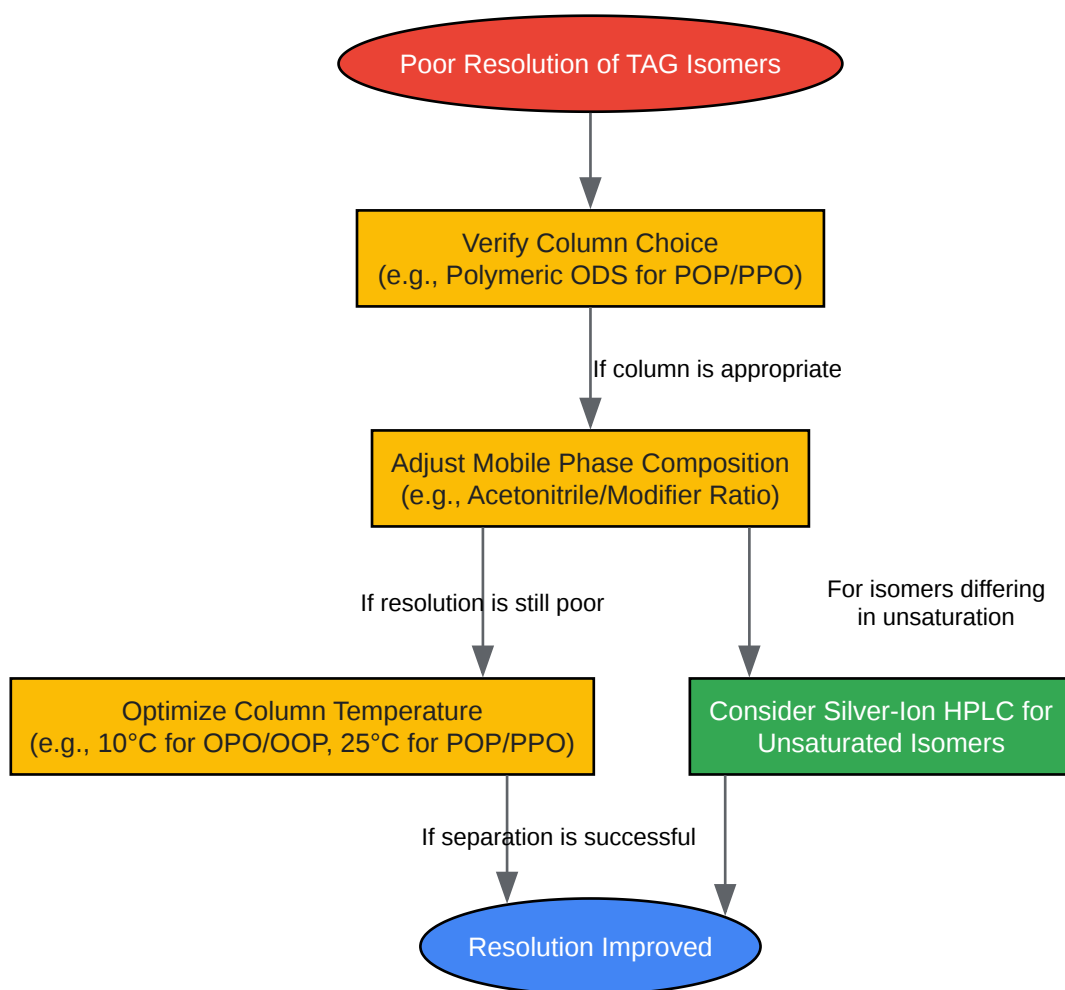 Poor Resolution of TAG Isomers
Verify Column Choice
(e.g., Polymeric ODS for POP/PPO)
If column is appropriate
Adjust Mobile Phase Composition
(e.g., Acetonitrile/Modifier Ratio)
If resolution is still poor
For isomers differing
in unsaturation
Optimize Column Temperature
(e.g., 10°C for OPO/OOP, 25°C for POP/PPO)
Consider Silver-Ion HPLC for
Unsaturated Isomers
If separation is successful
Resolution Improved